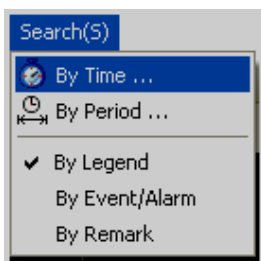 Search(S)
By Time ...
By Period ...
By Legend
By Event/Alarm
By Remark